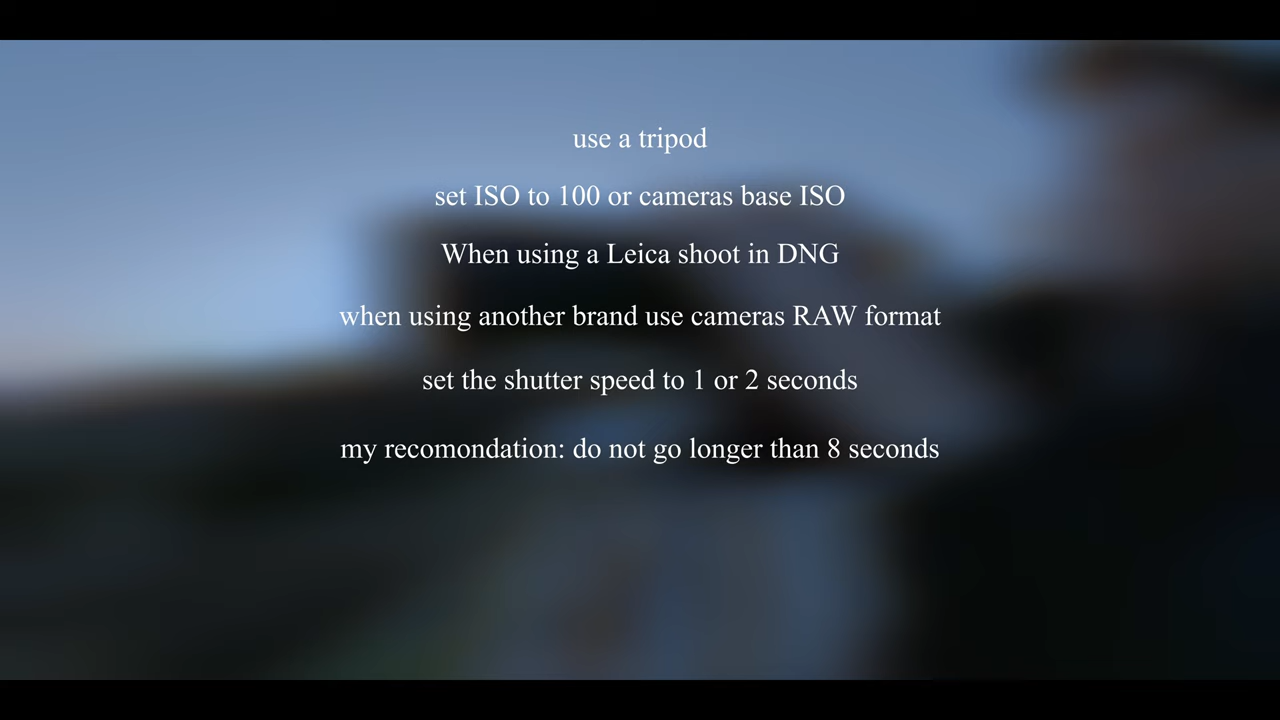 use a tripod
set ISO to 100 or cameras base ISO
When using a Leica shoot in DNG
when using another brand use cameras RAW format
set the shutter speed to 1 or 2 seconds
my recomondation: do not go longer than 8 seconds